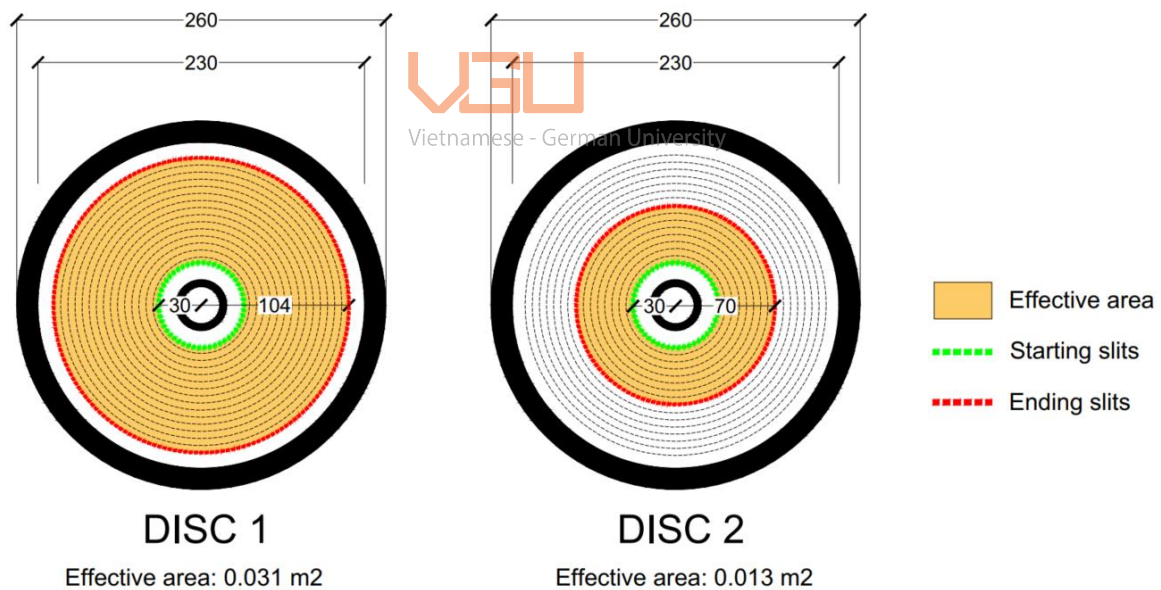 260
260
230
230
VGU
Vietnamese - German University
30
104
30
70
Effective area
Starting slits
Ending slits
DISC 1
DISC 2
Effective area: 0.031 m2
Effective area: 0.013 m2